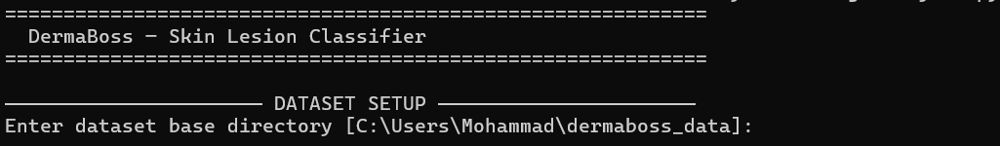 ============================================================
  DermaBoss — Skin Lesion Classifier
============================================================
────────────────────── DATASET SETUP ──────────────────────
Enter dataset base directory [C:\Users\Mohammad\dermaboss_data]: